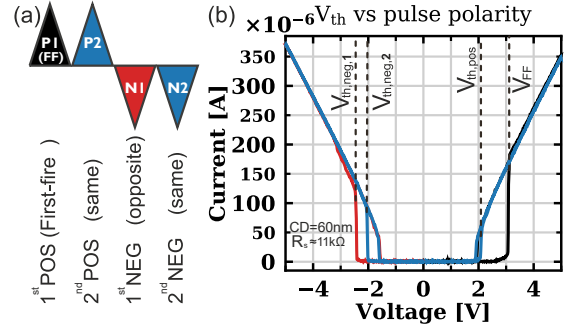 (a)
P1
(FF)
P2
N1
N2
1st POS (First-fire)
2nd POS (same)
1st NEG (opposite)
2nd NEG (same)
(b)
×10-6 Vth vs pulse polarity
Current [A]
350
300
250
200
150
100
50
0
Vth,neg,1
Vth,neg,2
Vth,pos
VFF
CD=60nm
Rs≈11kΩ
-4 -2 0 2 4
Voltage [V]